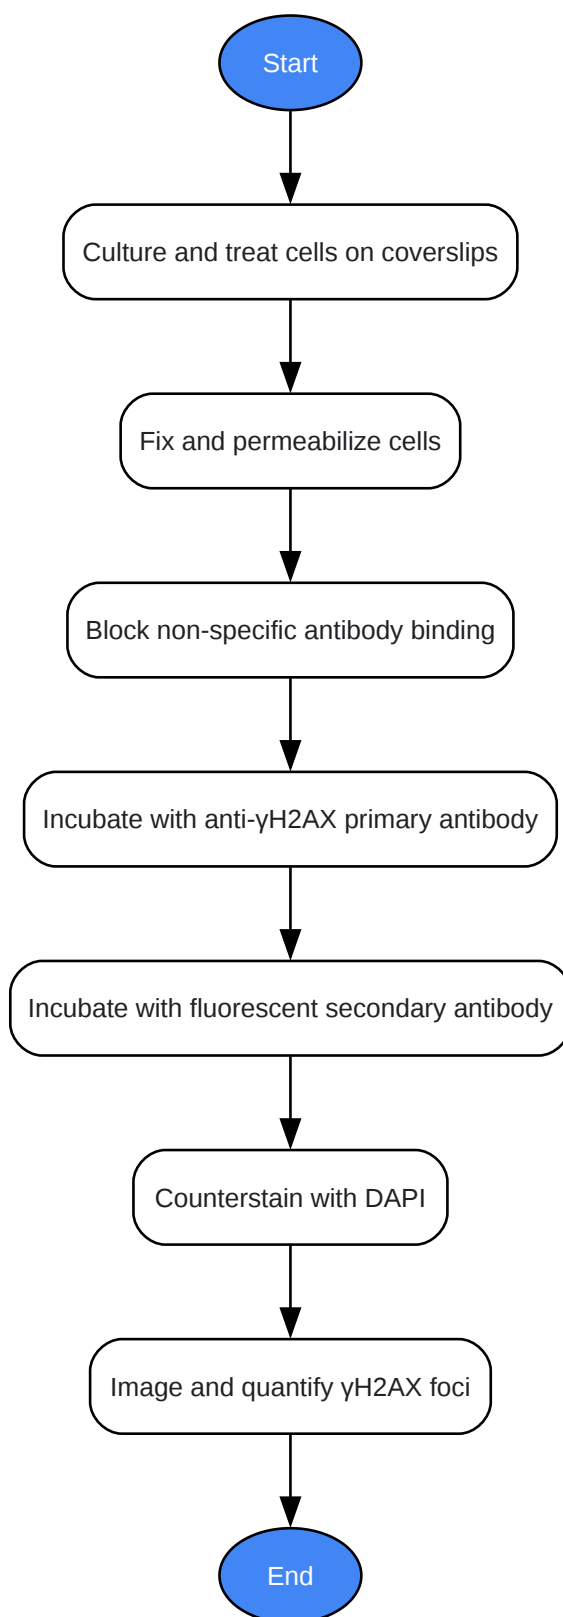 Start
Culture and treat cells on coverslips
Fix and permeabilize cells
Block non-specific antibody binding
Incubate with anti-γH2AX primary antibody
Incubate with fluorescent secondary antibody
Counterstain with DAPI
Image and quantify γH2AX foci
End